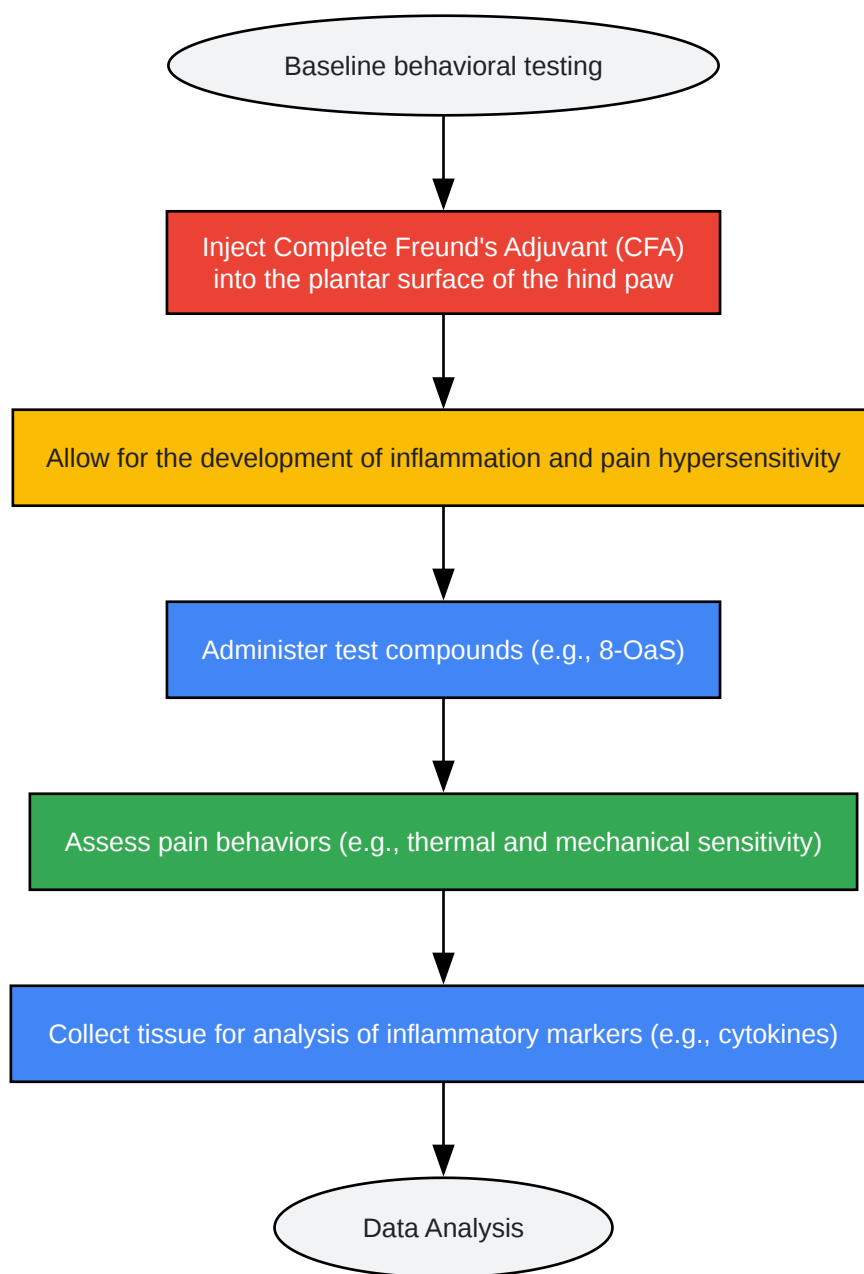 Baseline behavioral testing
Inject Complete Freund's Adjuvant (CFA)
into the plantar surface of the hind paw
Allow for the development of inflammation and pain hypersensitivity
Administer test compounds (e.g., 8-OaS)
Assess pain behaviors (e.g., thermal and mechanical sensitivity)
Collect tissue for analysis of inflammatory markers (e.g., cytokines)
Data Analysis